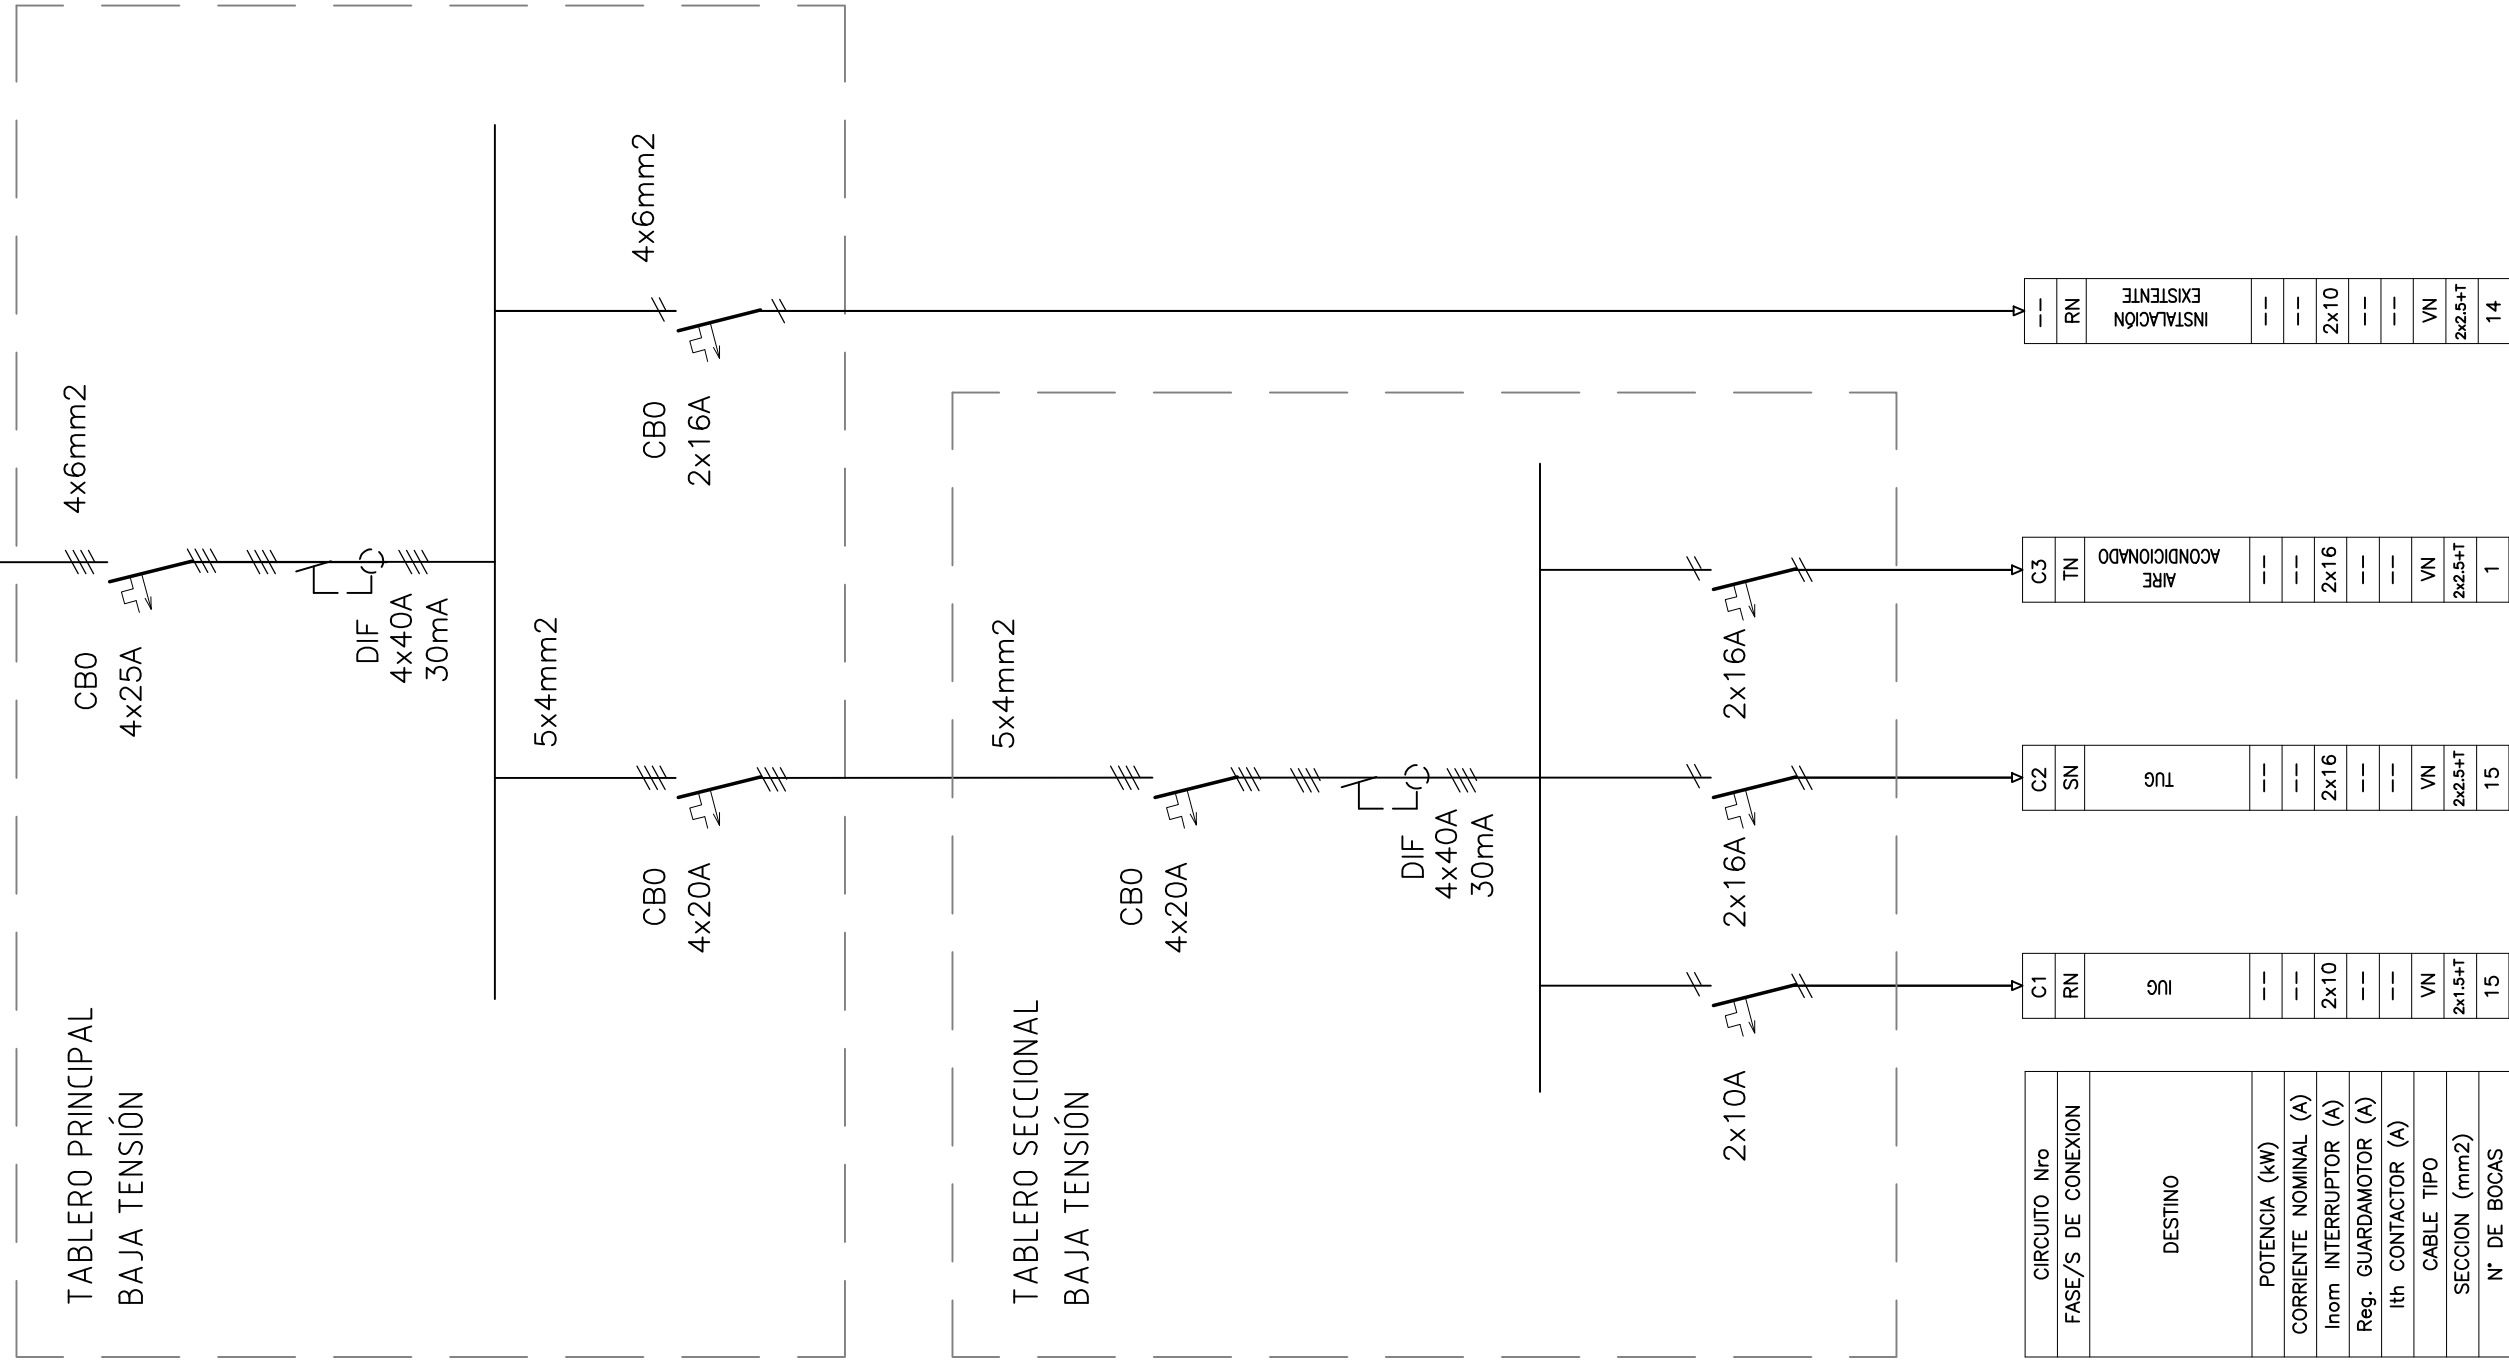 TABLERO PRINCIPAL
BAJA TENSIÓN
4x6mm2
CB0
4x25A
DIF
4x40A
30mA
5x4mm2
CB0
4x20A
4x6mm2
CB0
2x16A
TABLERO SECCIONAL
BAJA TENSIÓN
5x4mm2
CB0
4x20A
DIF
4x40A
30mA
2x10A
2x16A
2x16A
CIRCUITO Nro C1 C2 C3 --
FASE/S DE CONEXION RN SN TN RN
DESTINO IUG TUG AIRE ACONDICIONADO INSTALACIÓN EXISTENTE
POTENCIA (kW) -- -- -- --
CORRIENTE NOMINAL (A) -- -- -- --
Inom INTERRUPTOR (A) 2x10 2x16 2x16 2x10
Reg. GUARDAMOTOR (A) -- -- -- --
Ith CONTACTOR (A) -- -- -- --
CABLE TIPO VN VN VN VN
SECCION (mm2) 2x1.5+T 2x2.5+T 2x2.5+T 2x2.5+T
N° DE BOCAS 15 15 1 14